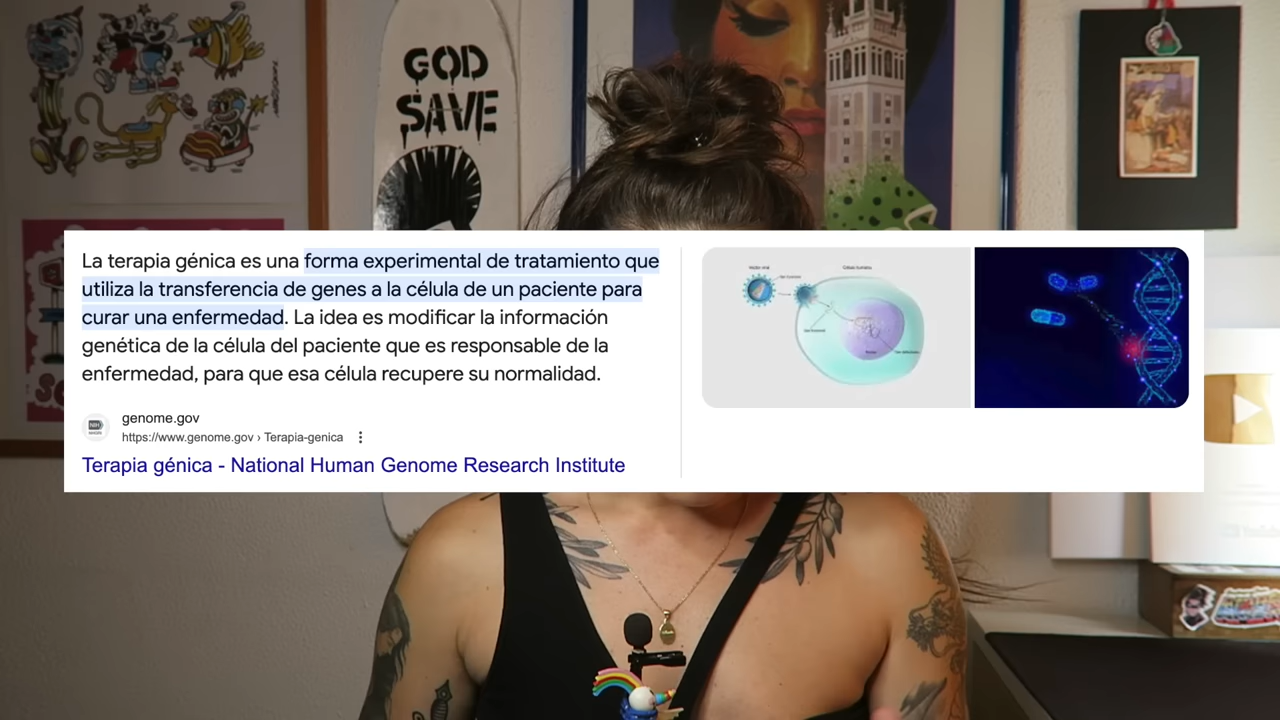 GOD
SAVE
La terapia génica es una forma experimental de tratamiento que
utiliza la transferencia de genes a la célula de un paciente para
curar una enfermedad. La idea es modificar la información
genética de la célula del paciente que es responsable de la
enfermedad, para que esa célula recupere su normalidad.
genome.gov
https://www.genome.gov › Terapia-genica
Terapia génica - National Human Genome Research Institute
NIH